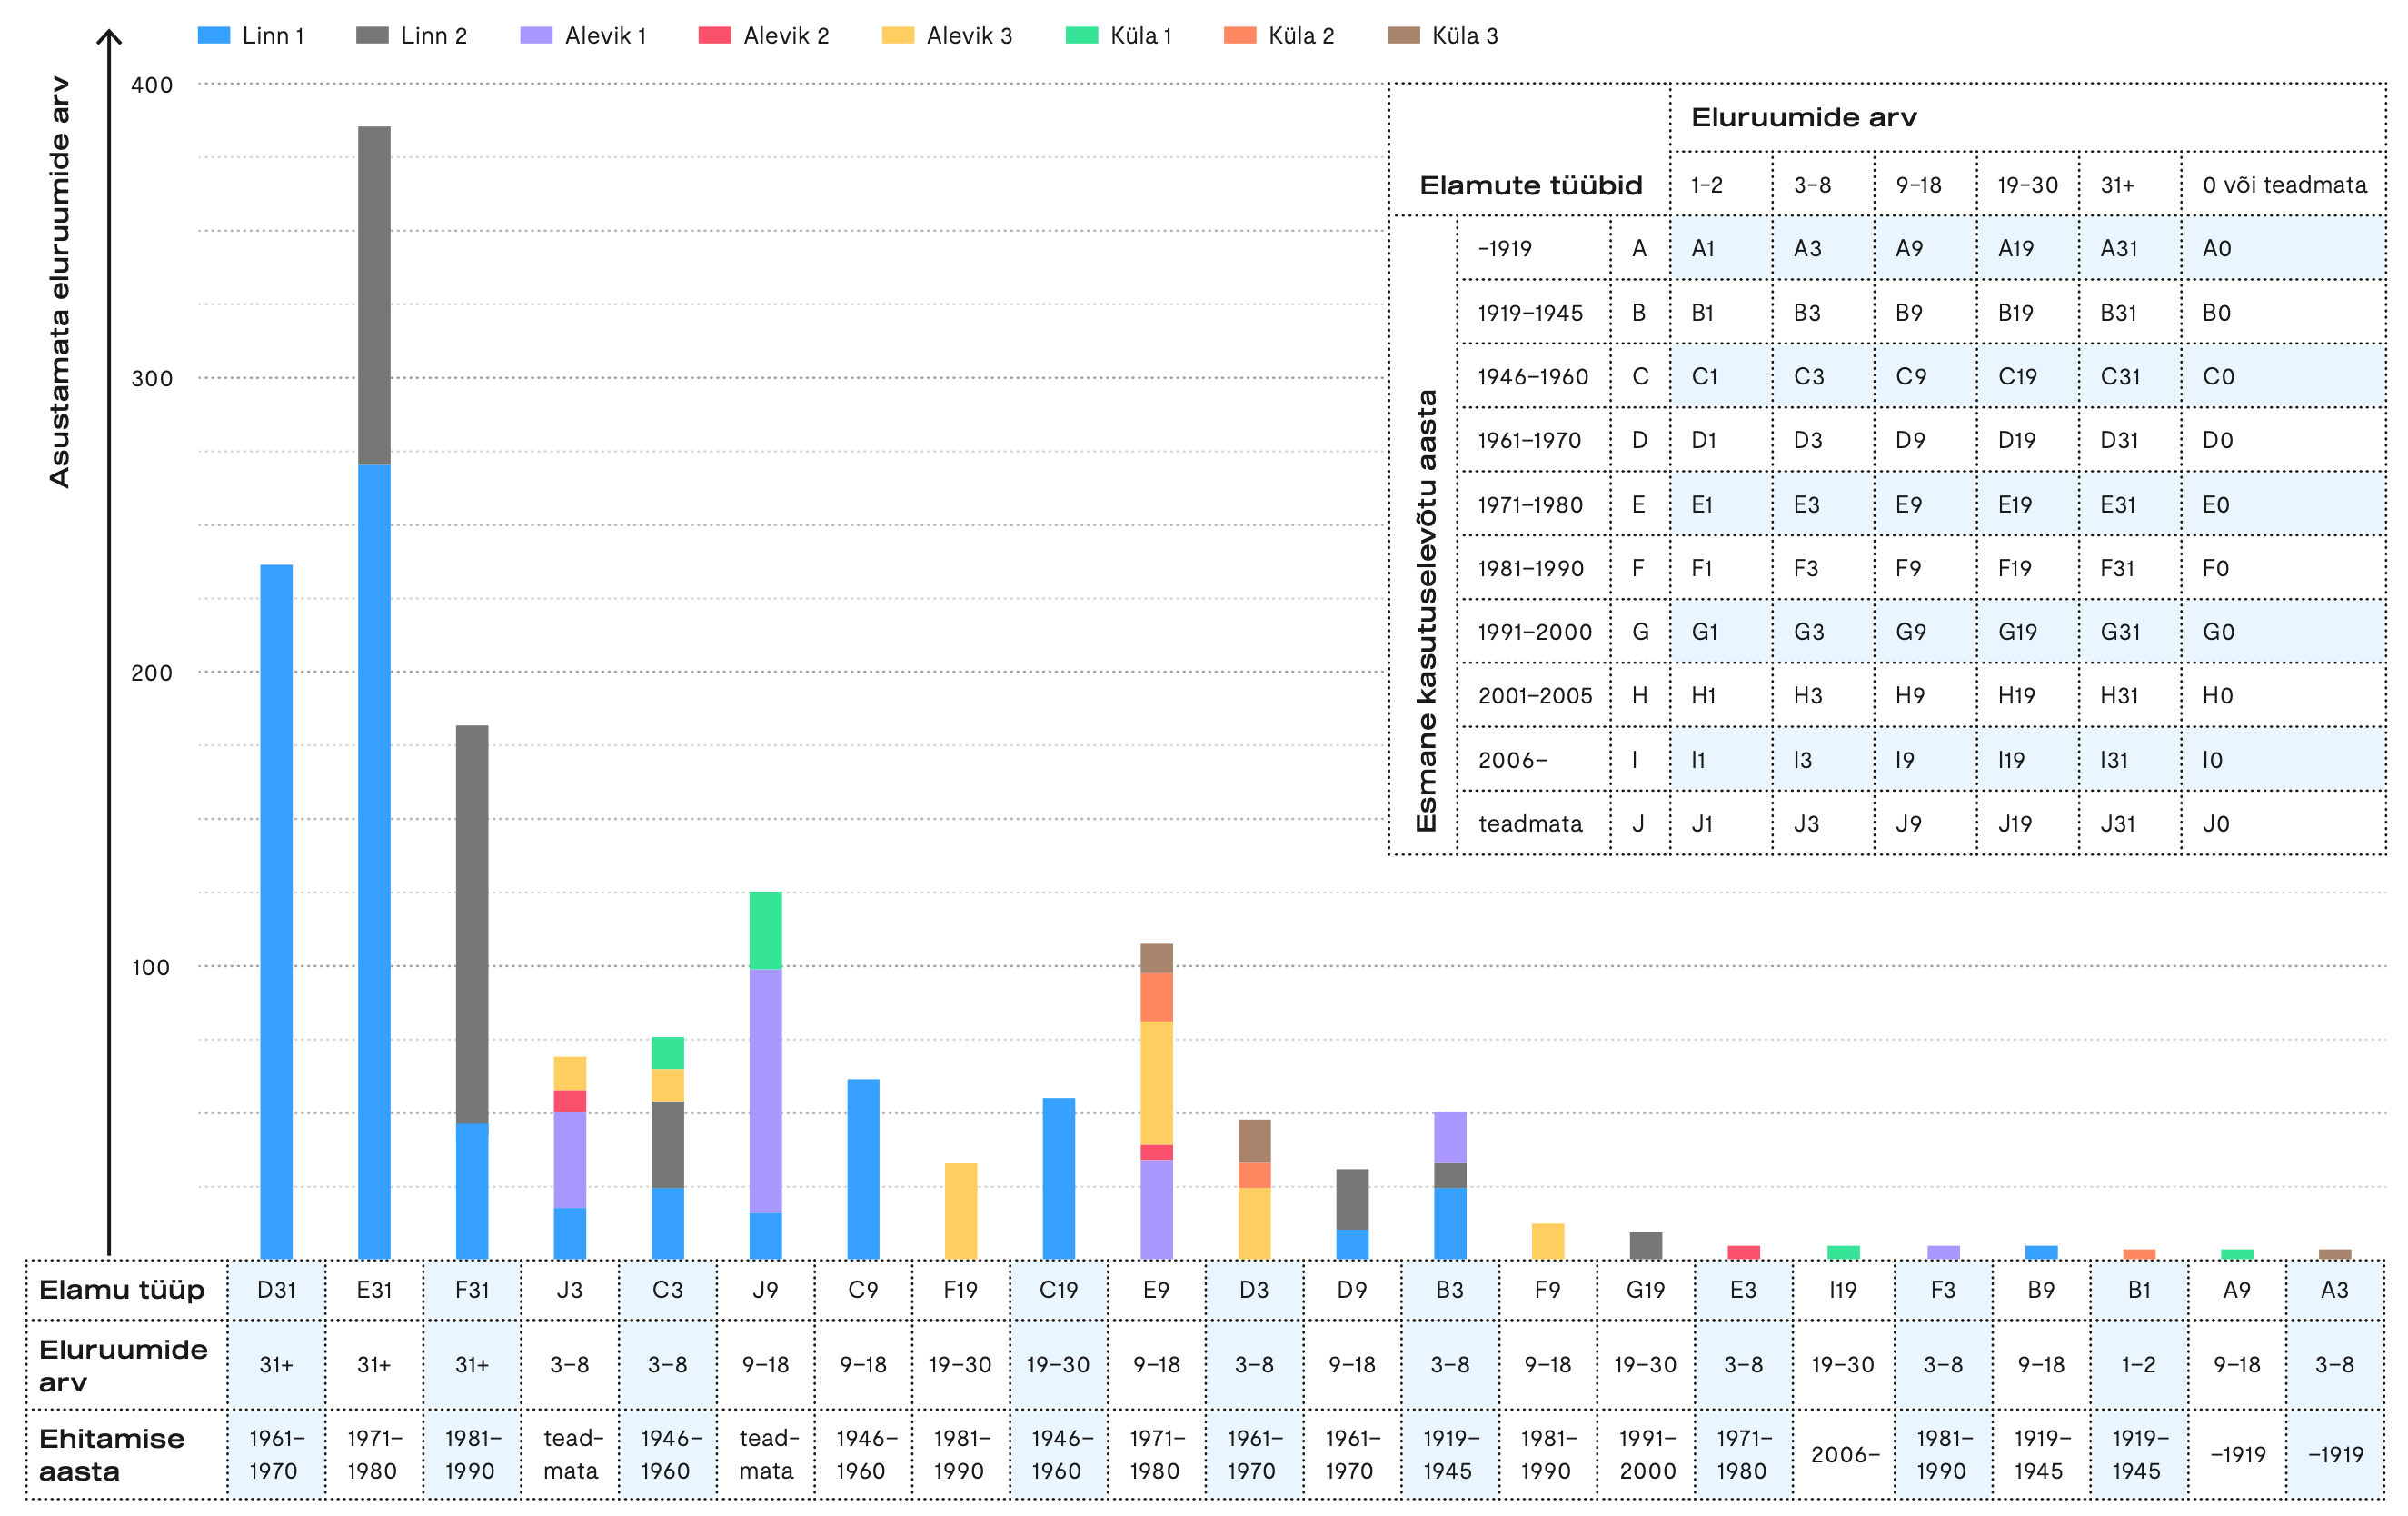 Linn 1 Linn 2 Alevik 1 Alevik 2 Alevik 3 Küla 1 Küla 2 Küla 3
Asustamata eluruumide arv
400
300
200
100
Eluruumide arv
Elamute tüübid 1–2 3–8 9–18 19–30 31+ 0 või teadmata
Esmane kasutuselevõtu aasta
–1919 A A1 A3 A9 A19 A31 A0
1919–1945 B B1 B3 B9 B19 B31 B0
1946–1960 C C1 C3 C9 C19 C31 C0
1961–1970 D D1 D3 D9 D19 D31 D0
1971–1980 E E1 E3 E9 E19 E31 E0
1981–1990 F F1 F3 F9 F19 F31 F0
1991–2000 G G1 G3 G9 G19 G31 G0
2001–2005 H H1 H3 H9 H19 H31 H0
2006– I I1 I3 I9 I19 I31 I0
teadmata J J1 J3 J9 J19 J31 J0
Elamu tüüp D31 E31 F31 J3 C3 J9 C9 F19 C19 E9 D3 D9 B3 F9 G19 E3 I19 F3 B9 B1 A9 A3
Eluruumide
arv
31+ 31+ 31+ 3–8 3–8 9–18 9–18 19–30 19–30 9–18 3–8 9–18 3–8 9–18 19–30 3–8 19–30 3–8 9–18 1–2 9–18 3–8
Ehitamise
aasta
1961– 1971– 1981– tead- 1946– tead- 1946– 1981– 1946– 1971– 1961– 1961– 1919– 1981– 1991– 1971– 2006– 1981– 1919– 1919– –1919 –1919
1970 1980 1990 mata 1960 mata 1960 1990 1960 1980 1970 1970 1945 1990 2000 1980 1990 1945 1945